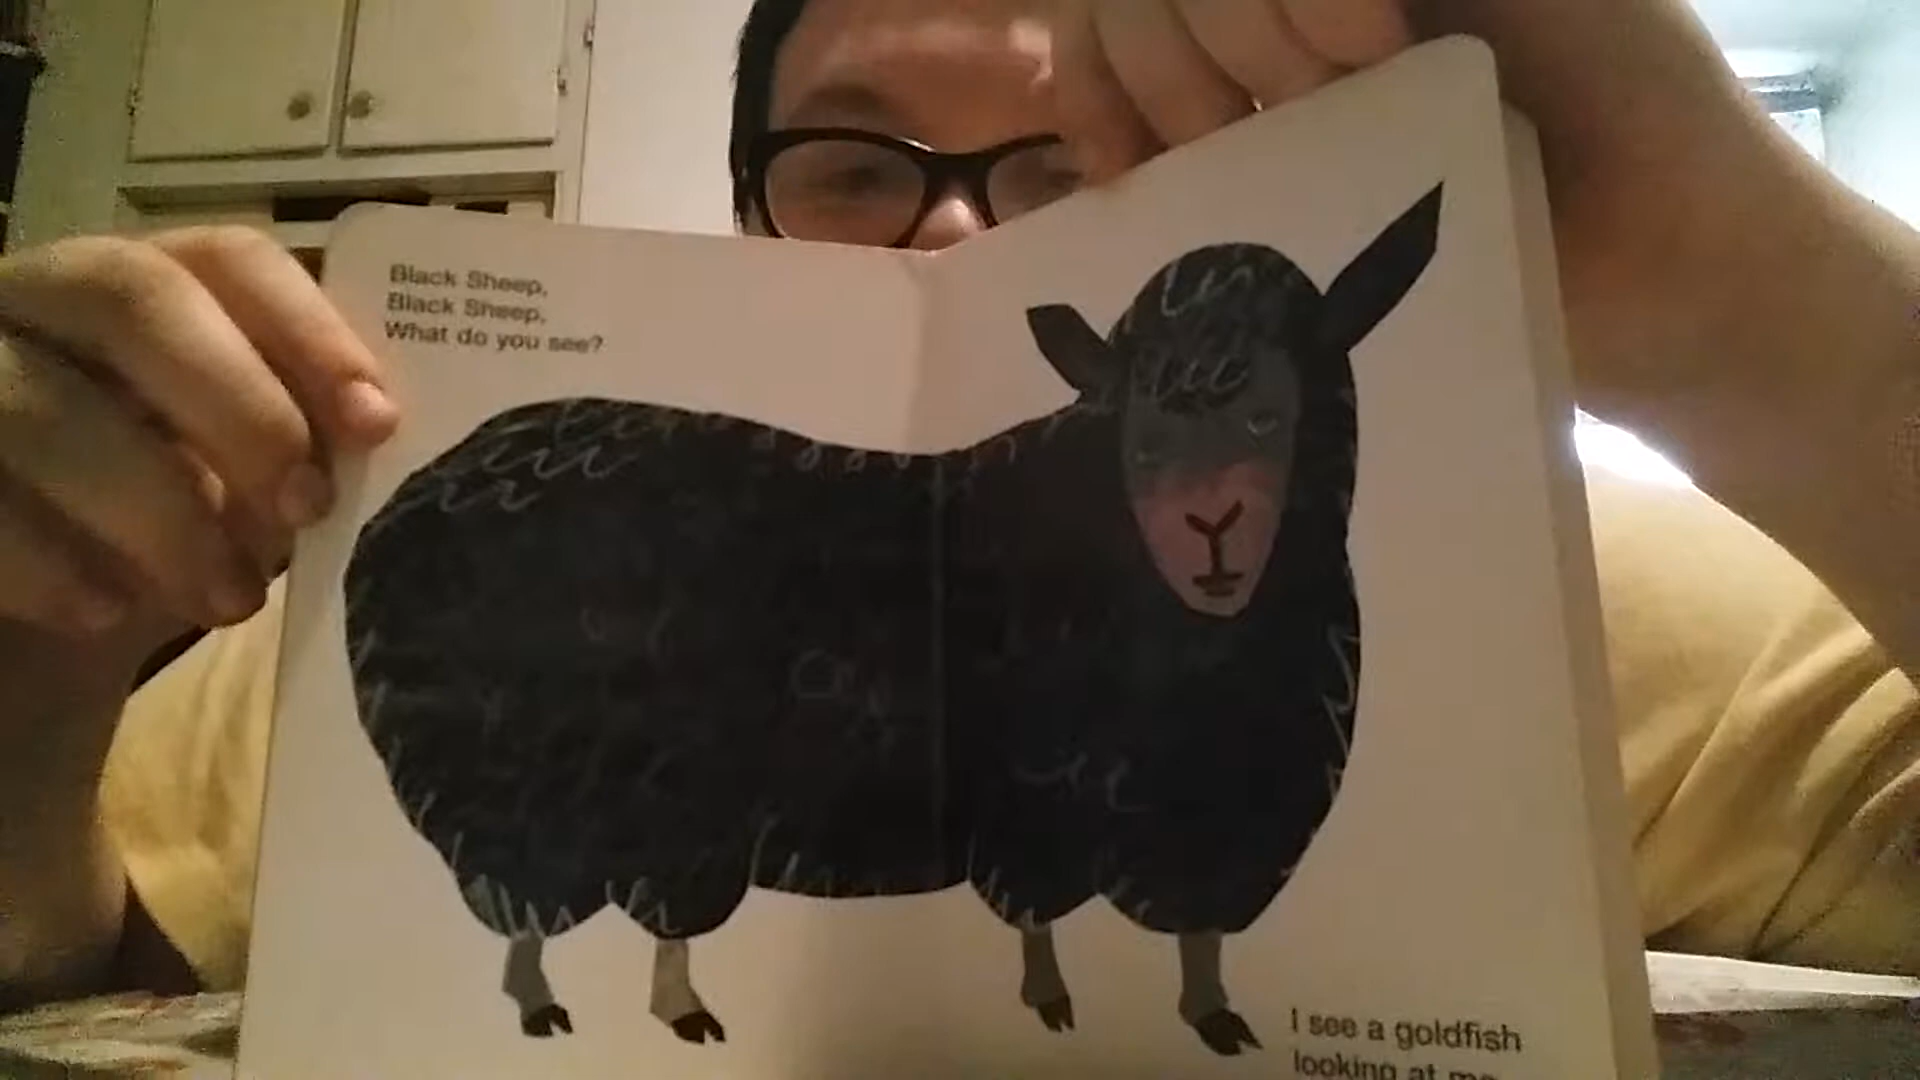 Black Sheep,
Black Sheep,
What do you see?
I see a goldfish
looking at me